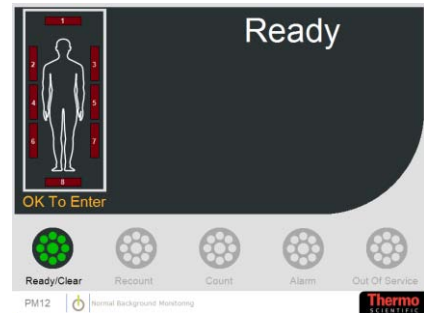 Ready
1
2 3
4 5
6 7
8
OK To Enter
Ready/Clear Recount Count Alarm Out Of Service
PM12 Normal Background Monitoring Thermo
SCIENTIFIC